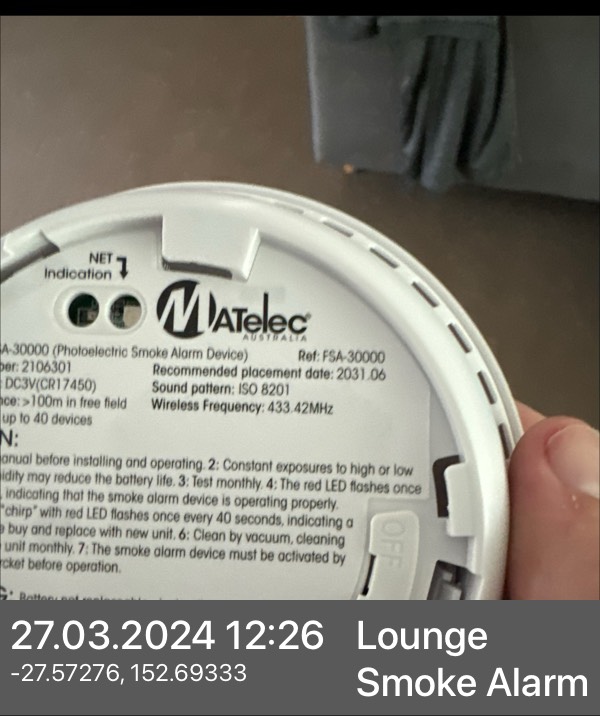 NET
Indication
MATelec
AUSTRALIA
A-30000 (Photoelectric Smoke Alarm Device) Ref: FSA-30000
ber: 2106301 Recommended placement date: 2031.06
DC3V(CR17450) Sound pattern: ISO 8201
nce: >100m in free field Wireless Frequency: 433.42MHz
up to 40 devices
N:
anual before installing and operating. 2: Constant exposures to high or low
idity may reduce the battery life. 3: Test monthly. 4: The red LED flashes once
, indicating that the smoke alarm device is operating properly.
"chirp" with red LED flashes once every 40 seconds, indicating a
buy and replace with new unit. 6: Clean by vacuum, cleaning
unit monthly. 7: The smoke alarm device must be activated by
cket before operation.
OFF
27.03.2024 12:26 Lounge
-27.57276, 152.69333 Smoke Alarm